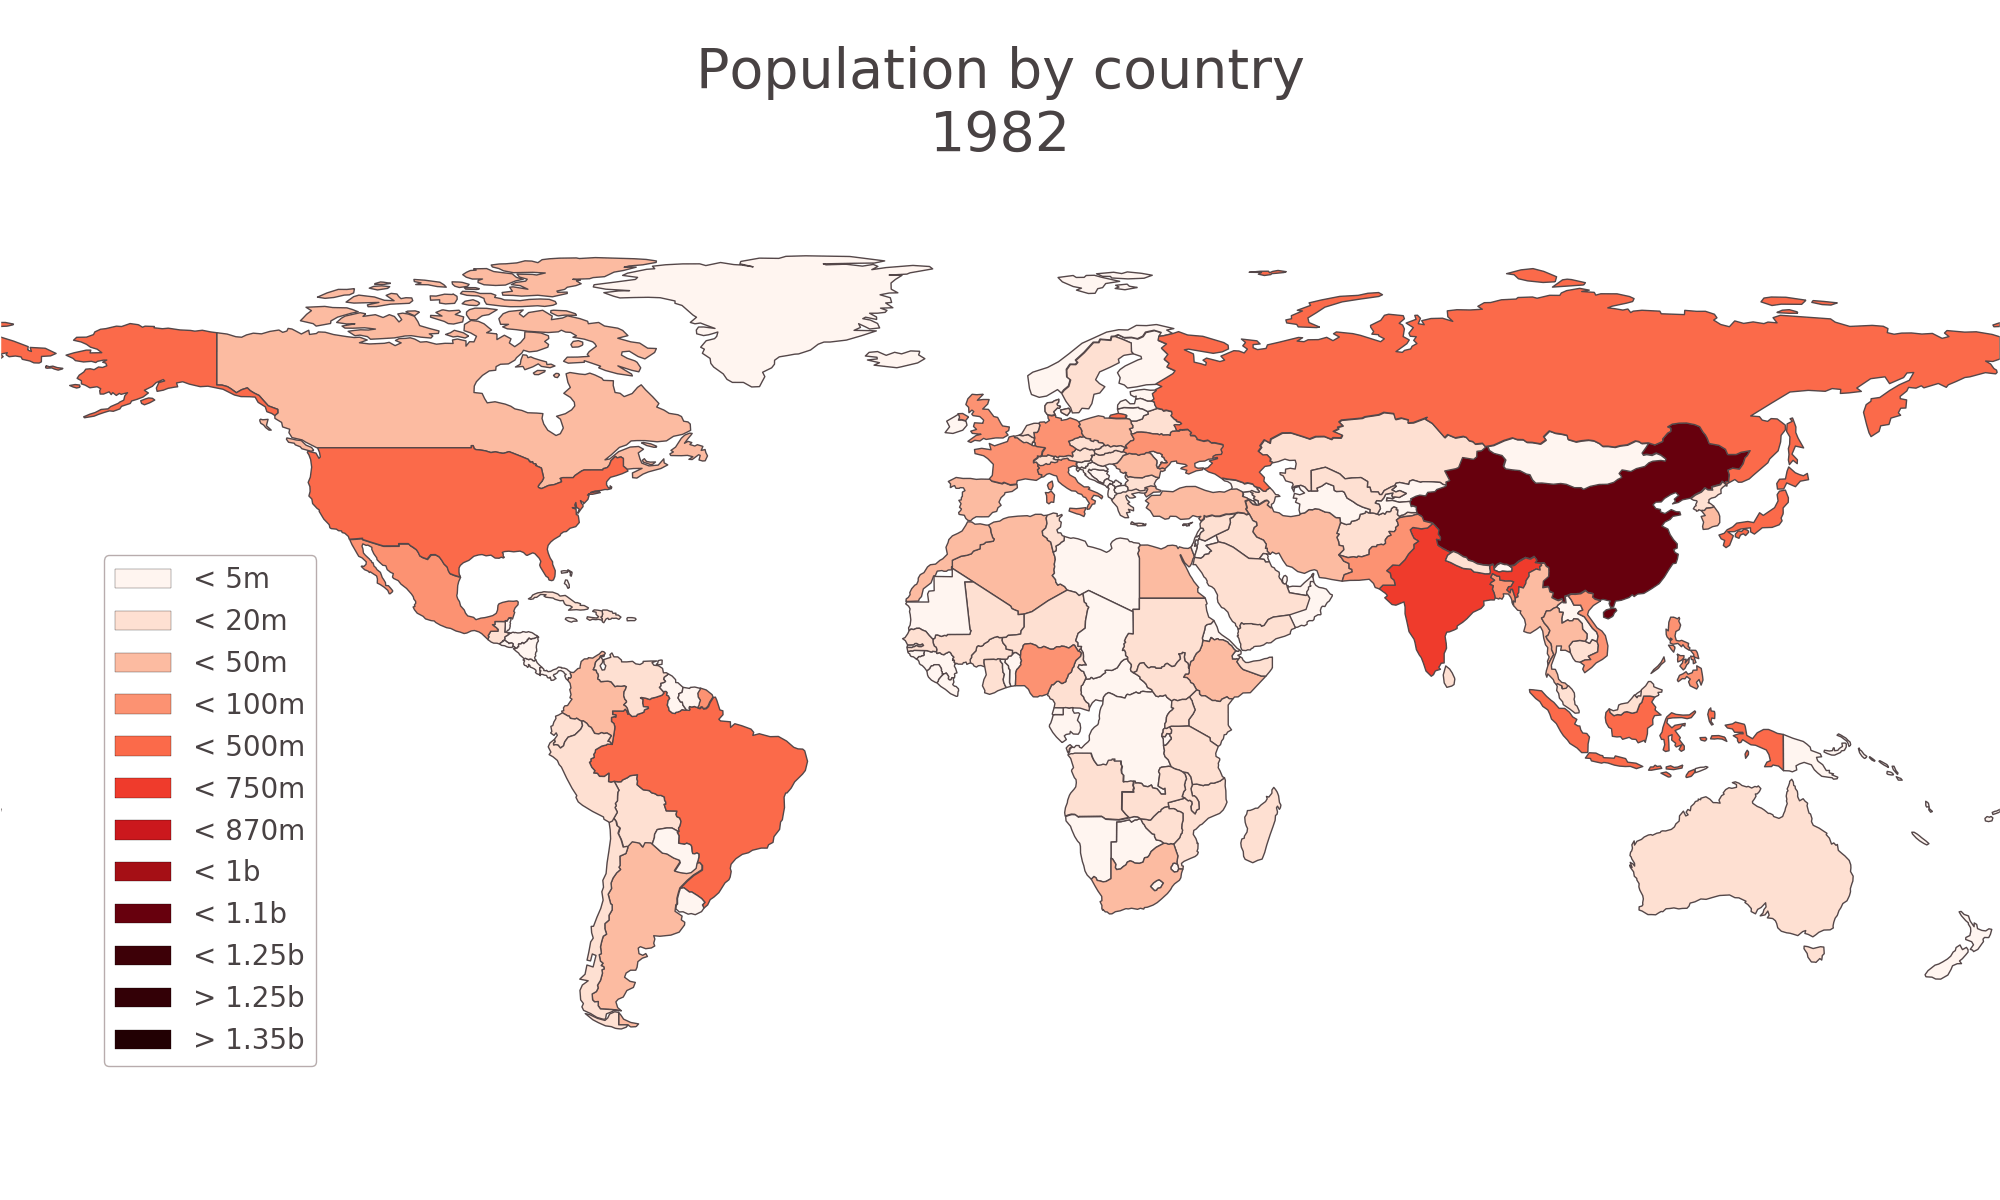 Population by country
1982
< 5m
< 20m
< 50m
< 100m
< 500m
< 750m
< 870m
< 1b
< 1.1b
< 1.25b
> 1.25b
> 1.35b